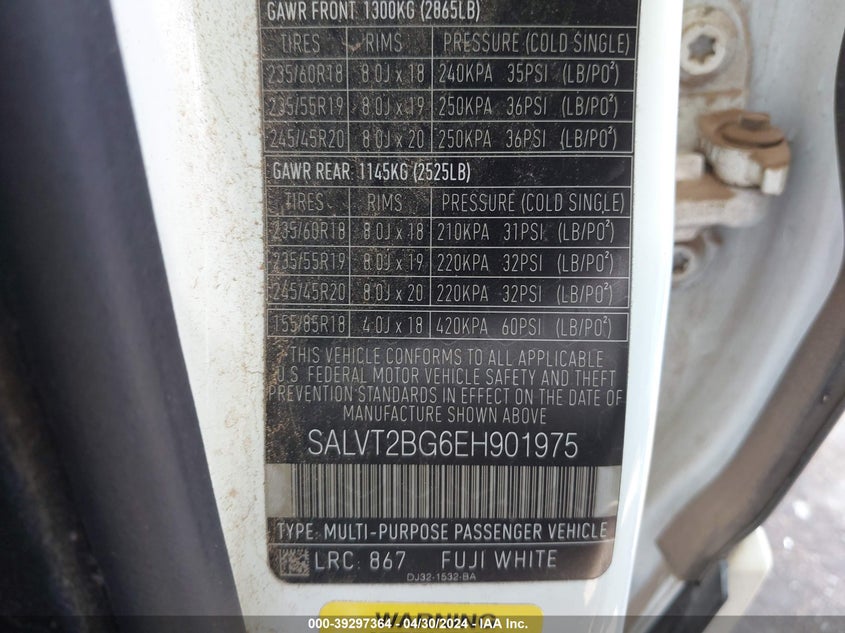 GAWR FRONT 1300KG (2865LB)
TIRES RIMS PRESSURE (COLD SINGLE)
235/60R18 8.0J x 18 240KPA 35PSI (LB/PO²)
235/55R19 8.0J x 19 250KPA 36PSI (LB/PO²)
245/45R20 8.0J x 20 250KPA 36PSI (LB/PO²)
GAWR REAR: 1145KG (2525LB)
TIRES RIMS PRESSURE (COLD SINGLE)
235/60R18 8.0J x 18 210KPA 31PSI (LB/PO²)
235/55R19 8.0J x 19 220KPA 32PSI (LB/PO²)
245/45R20 8.0J x 20 220KPA 32PSI (LB/PO²)
155/85R18 4.0J x 18 420KPA 60PSI (LB/PO²)
THIS VEHICLE CONFORMS TO ALL APPLICABLE
U.S. FEDERAL MOTOR VEHICLE SAFETY AND THEFT
PREVENTION STANDARDS IN EFFECT ON THE DATE OF
MANUFACTURE SHOWN ABOVE
SALVT2BG6EH901975
TYPE: MULTI-PURPOSE PASSENGER VEHICLE
LRC: 867 FUJI WHITE
DJ32-1532-BA
WARNING
000-39297364 - 04/30/2024 - IAA Inc.